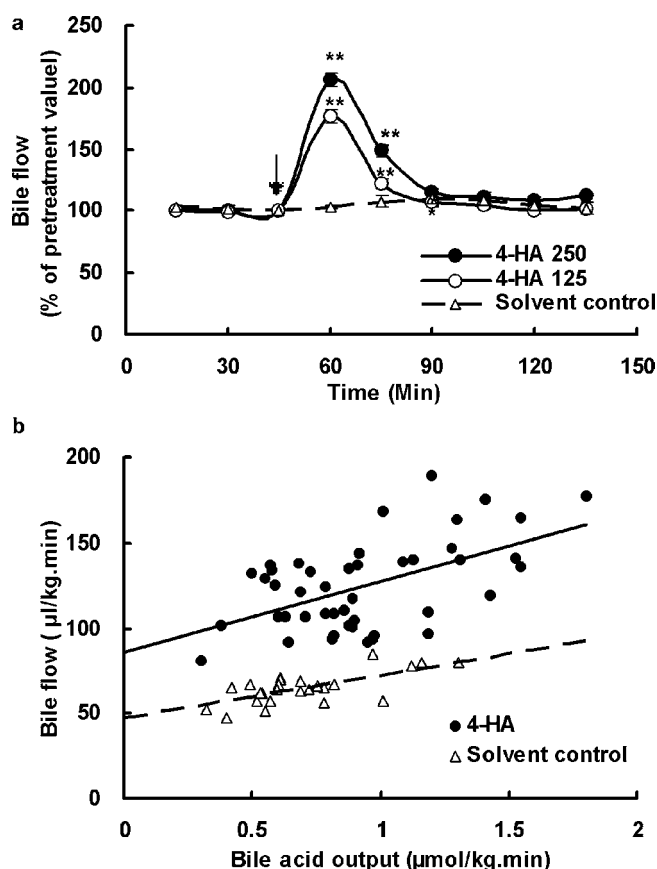 a
Bile flow
(% of pretreatment valuel)
250
200
150
100
50
0
**
**
**
**
*
4-HA 250
4-HA 125
Solvent control
0 30 60 90 120 150
Time (Min)
b
Bile flow ( µl/kg.min)
200
150
100
50
0
4-HA
Solvent control
0 0.5 1 1.5 2
Bile acid output (µmol/kg.min)